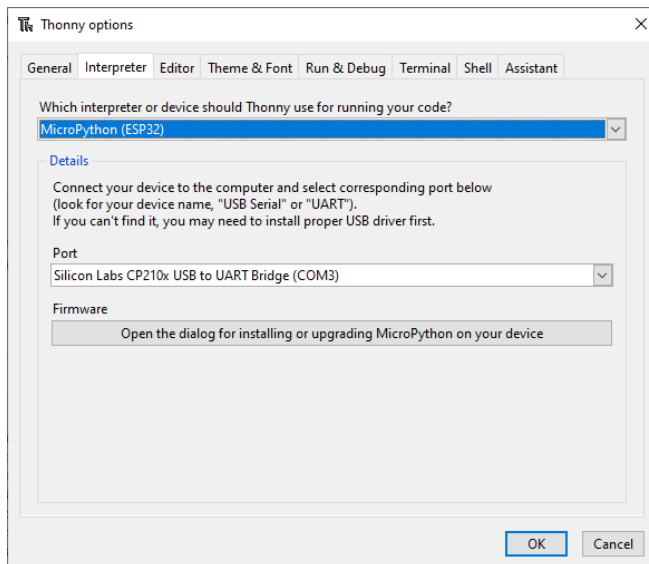 Thonny options
General Interpreter Editor Theme & Font Run & Debug Terminal Shell Assistant
Which interpreter or device should Thonny use for running your code?
MicroPython (ESP32)
Details
Connect your device to the computer and select corresponding port below
(look for your device name, "USB Serial" or "UART").
If you can't find it, you may need to install proper USB driver first.
Port
Silicon Labs CP210x USB to UART Bridge (COM3)
Firmware
Open the dialog for installing or upgrading MicroPython on your device
OK Cancel